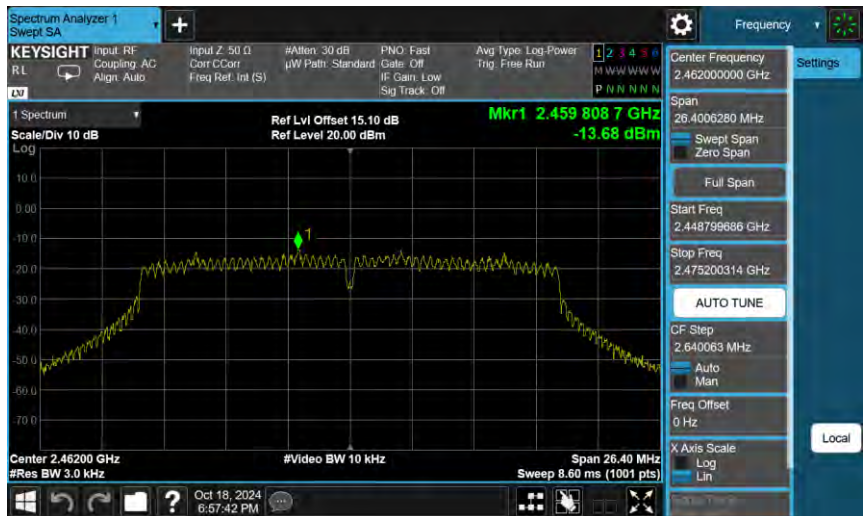 Spectrum Analyzer 1
Swept SA
+
Frequency
KEYSIGHT
RL
LXI
Input: RF
Coupling: AC
Align: Auto
Input Z: 50 Ω
Corr CCorr
Freq Ref: Int (S)
#Atten: 30 dB
µW Path: Standard
PNO: Fast
Gate: Off
IF Gain: Low
Sig Track: Off
Avg Type: Log-Power
Trig: Free Run
1 2 3 4 5 6
M W W W W W
P N N N N N
1 Spectrum
Scale/Div 10 dB
Log
Ref Lvl Offset 15.10 dB
Ref Level 20.00 dBm
Mkr1 2.459 808 7 GHz
-13.68 dBm
10.0
0.00
-10.0
-20.0
-30.0
-40.0
-50.0
-60.0
-70.0
1
Center 2.46200 GHz
#Res BW 3.0 kHz
#Video BW 10 kHz
Span 26.40 MHz
Sweep 8.60 ms (1001 pts)
Center Frequency
2.462000000 GHz
Span
26.4006280 MHz
Swept Span
Zero Span
Full Span
Start Freq
2.448799686 GHz
Stop Freq
2.475200314 GHz
AUTO TUNE
CF Step
2.640063 MHz
Auto
Man
Freq Offset
0 Hz
X Axis Scale
Log
Lin
Settings
Local
?
Oct 18, 2024
6:57:42 PM